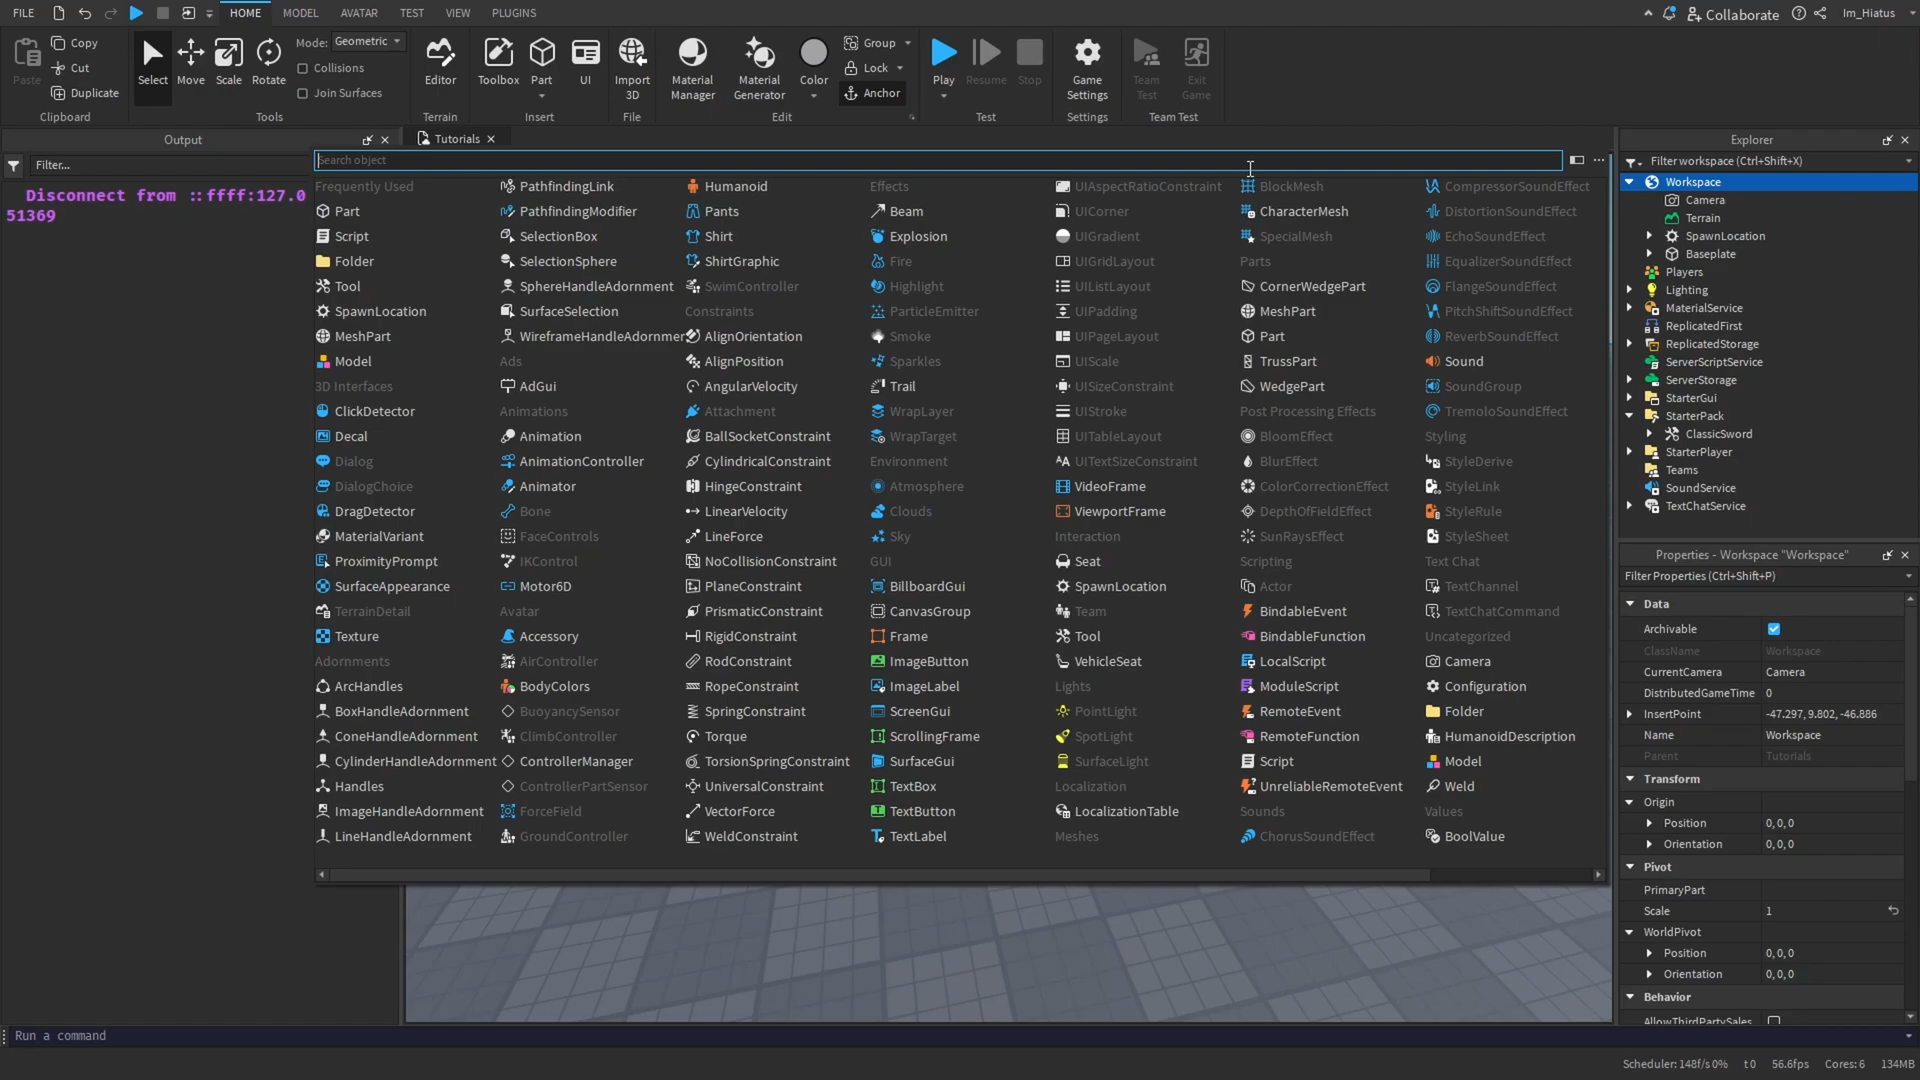 FILE HOME MODEL AVATAR TEST VIEW PLUGINS Collaborate Im_Hiatus
Paste Copy Cut Duplicate Clipboard
Select Move Scale Rotate Mode: Geometric Collisions Join Surfaces Tools
Editor Terrain
Toolbox Part UI Insert
Import 3D File
Material Manager Material Generator Color Group Lock Anchor Edit
Play Resume Stop Test
Game Settings Settings
Team Test Exit Game Team Test
Output
Filter...
Disconnect from ::ffff:127.0
51369
Tutorials
Search object
Frequently Used
Part
Script
Folder
Tool
SpawnLocation
MeshPart
Model
3D Interfaces
ClickDetector
Decal
Dialog
DialogChoice
DragDetector
MaterialVariant
ProximityPrompt
SurfaceAppearance
TerrainDetail
Texture
Adornments
ArcHandles
BoxHandleAdornment
ConeHandleAdornment
CylinderHandleAdornment
Handles
ImageHandleAdornment
LineHandleAdornment
PathfindingLink
PathfindingModifier
SelectionBox
SelectionSphere
SphereHandleAdornment
SurfaceSelection
WireframeHandleAdornmer
Ads
AdGui
Animations
Animation
AnimationController
Animator
Bone
FaceControls
IKControl
Motor6D
Avatar
Accessory
AirController
BodyColors
BuoyancySensor
ClimbController
ControllerManager
ControllerPartSensor
ForceField
GroundController
Humanoid
Pants
Shirt
ShirtGraphic
SwimController
Constraints
AlignOrientation
AlignPosition
AngularVelocity
Attachment
BallSocketConstraint
CylindricalConstraint
HingeConstraint
LinearVelocity
LineForce
NoCollisionConstraint
PlaneConstraint
PrismaticConstraint
RigidConstraint
RodConstraint
RopeConstraint
SpringConstraint
Torque
TorsionSpringConstraint
UniversalConstraint
VectorForce
WeldConstraint
Effects
Beam
Explosion
Fire
Highlight
ParticleEmitter
Smoke
Sparkles
Trail
WrapLayer
WrapTarget
Environment
Atmosphere
Clouds
Sky
GUI
BillboardGui
CanvasGroup
Frame
ImageButton
ImageLabel
ScreenGui
ScrollingFrame
SurfaceGui
TextBox
TextButton
TextLabel
UIAspectRatioConstraint
UICorner
UIGradient
UIGridLayout
UIListLayout
UIPadding
UIPageLayout
UIScale
UISizeConstraint
UIStroke
UITableLayout
UITextSizeConstraint
VideoFrame
ViewportFrame
Interaction
Seat
SpawnLocation
Team
Tool
VehicleSeat
Lights
PointLight
SpotLight
SurfaceLight
Localization
LocalizationTable
Meshes
BlockMesh
CharacterMesh
SpecialMesh
Parts
CornerWedgePart
MeshPart
Part
TrussPart
WedgePart
Post Processing Effects
BloomEffect
BlurEffect
ColorCorrectionEffect
DepthOfFieldEffect
SunRaysEffect
Scripting
Actor
BindableEvent
BindableFunction
LocalScript
ModuleScript
RemoteEvent
RemoteFunction
Script
UnreliableRemoteEvent
Sounds
ChorusSoundEffect
CompressorSoundEffect
DistortionSoundEffect
EchoSoundEffect
EqualizerSoundEffect
FlangeSoundEffect
PitchShiftSoundEffect
ReverbSoundEffect
Sound
SoundGroup
TremoloSoundEffect
Styling
StyleDerive
StyleLink
StyleRule
StyleSheet
Text Chat
TextChannel
TextChatCommand
Uncategorized
Camera
Configuration
Folder
HumanoidDescription
Model
Weld
Values
BoolValue
Explorer
Filter workspace (Ctrl+Shift+X)
Workspace
Camera
Terrain
SpawnLocation
Baseplate
Players
Lighting
MaterialService
ReplicatedFirst
ReplicatedStorage
ServerScriptService
ServerStorage
StarterGui
StarterPack
ClassicSword
StarterPlayer
Teams
SoundService
TextChatService
Properties - Workspace "Workspace"
Filter Properties (Ctrl+Shift+P)
Data
Archivable
ClassName Workspace
CurrentCamera Camera
DistributedGameTime 0
InsertPoint -47.297, 9.802, -46.886
Name Workspace
Parent Tutorials
Transform
Origin
Position 0, 0, 0
Orientation 0, 0, 0
Pivot
PrimaryPart
Scale 1
WorldPivot
Position 0, 0, 0
Orientation 0, 0, 0
Behavior
AllowThirdPartySales
Run a command
Scheduler: 148f/s 0% t0 56.6fps Cores: 6 134MB